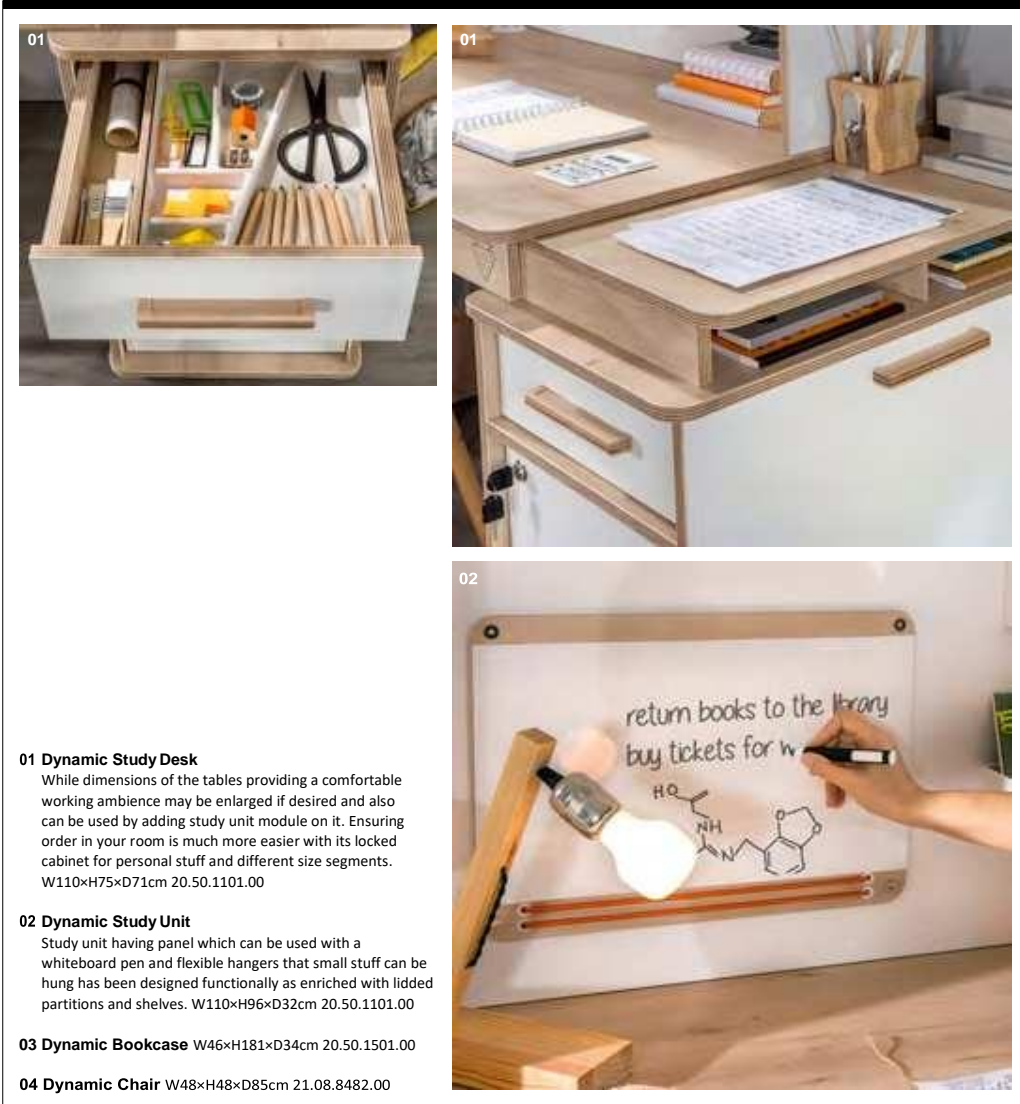 01
01
02
return books to the library
buy tickets for
HO
NH
N
O
O
01 Dynamic Study Desk
While dimensions of the tables providing a comfortable
working ambience may be enlarged if desired and also
can be used by adding study unit module on it. Ensuring
order in your room is much more easier with its locked
cabinet for personal stuff and different size segments.
W110×H75×D71cm 20.50.1101.00
02 Dynamic Study Unit
Study unit having panel which can be used with a
whiteboard pen and flexible hangers that small stuff can be
hung has been designed functionally as enriched with lidded
partitions and shelves. W110×H96×D32cm 20.50.1101.00
03 Dynamic Bookcase W46×H181×D34cm 20.50.1501.00
04 Dynamic Chair W48×H48×D85cm 21.08.8482.00